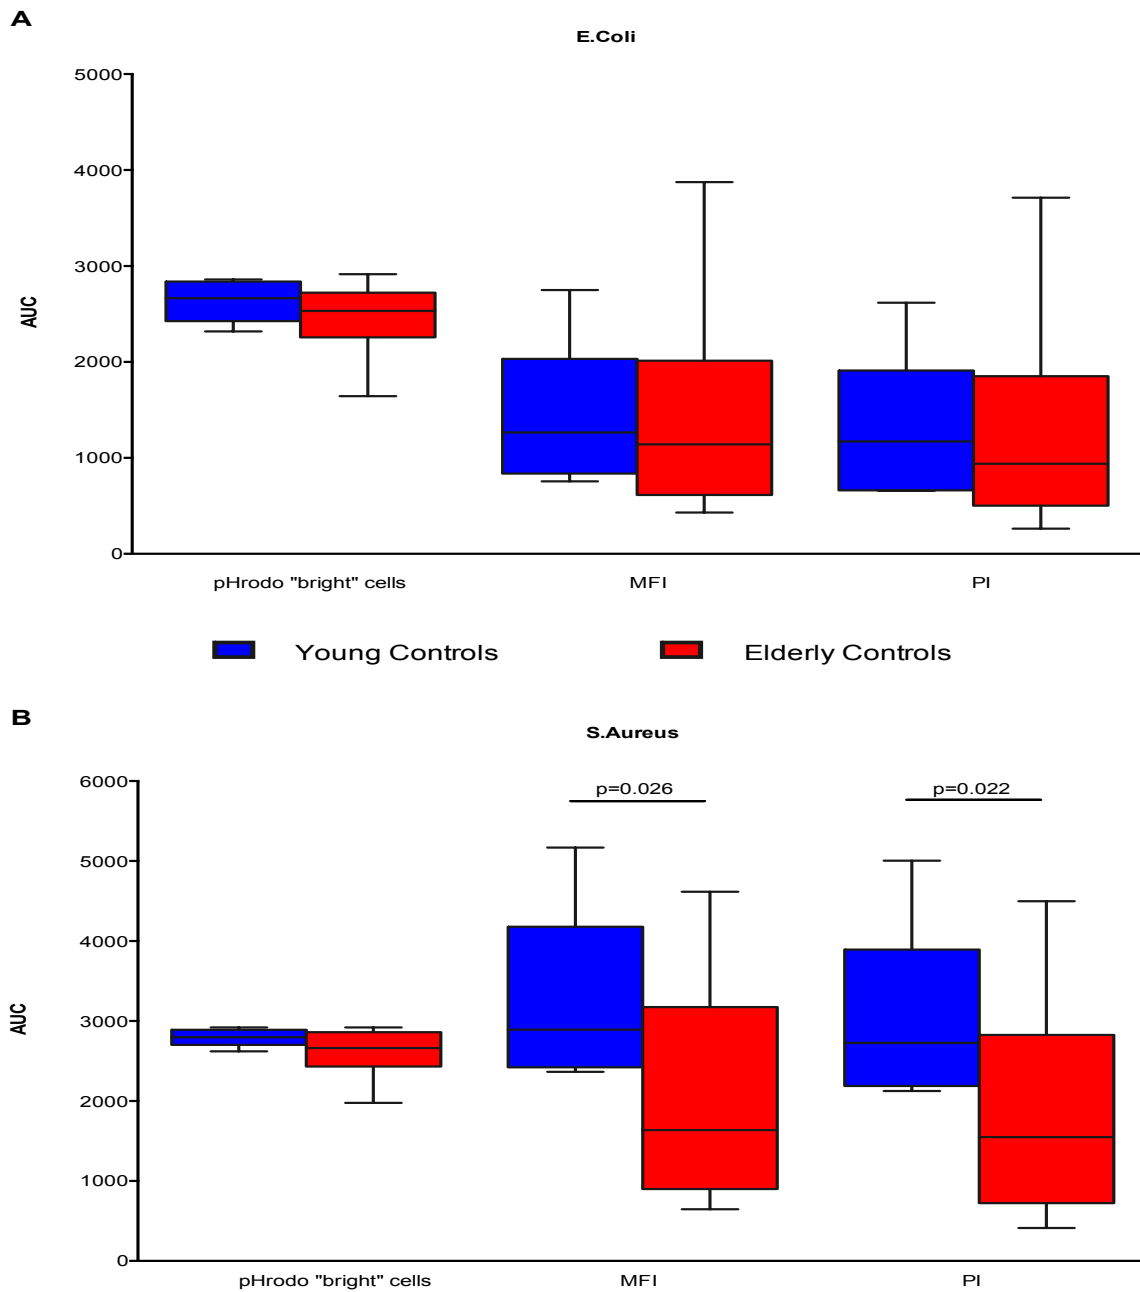 A
E.Coli
5000
4000
3000
2000
1000
0
AUC
pHrodo "bright" cells
MFI
PI
Young Controls
Elderly Controls
B
S.Aureus
6000
5000
4000
3000
2000
1000
0
AUC
p=0.026
p=0.022
pHrodo "bright" cells
MFI
PI